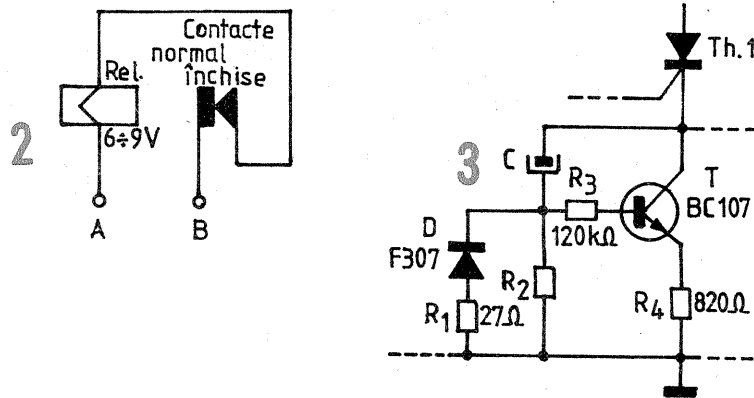 Contacte
normal
închise
Rel.
6÷9V
2
A
B
Th.1
3
C
R3
120kΩ
T
BC107
D
F307
R2
R1
27Ω
R4
820Ω